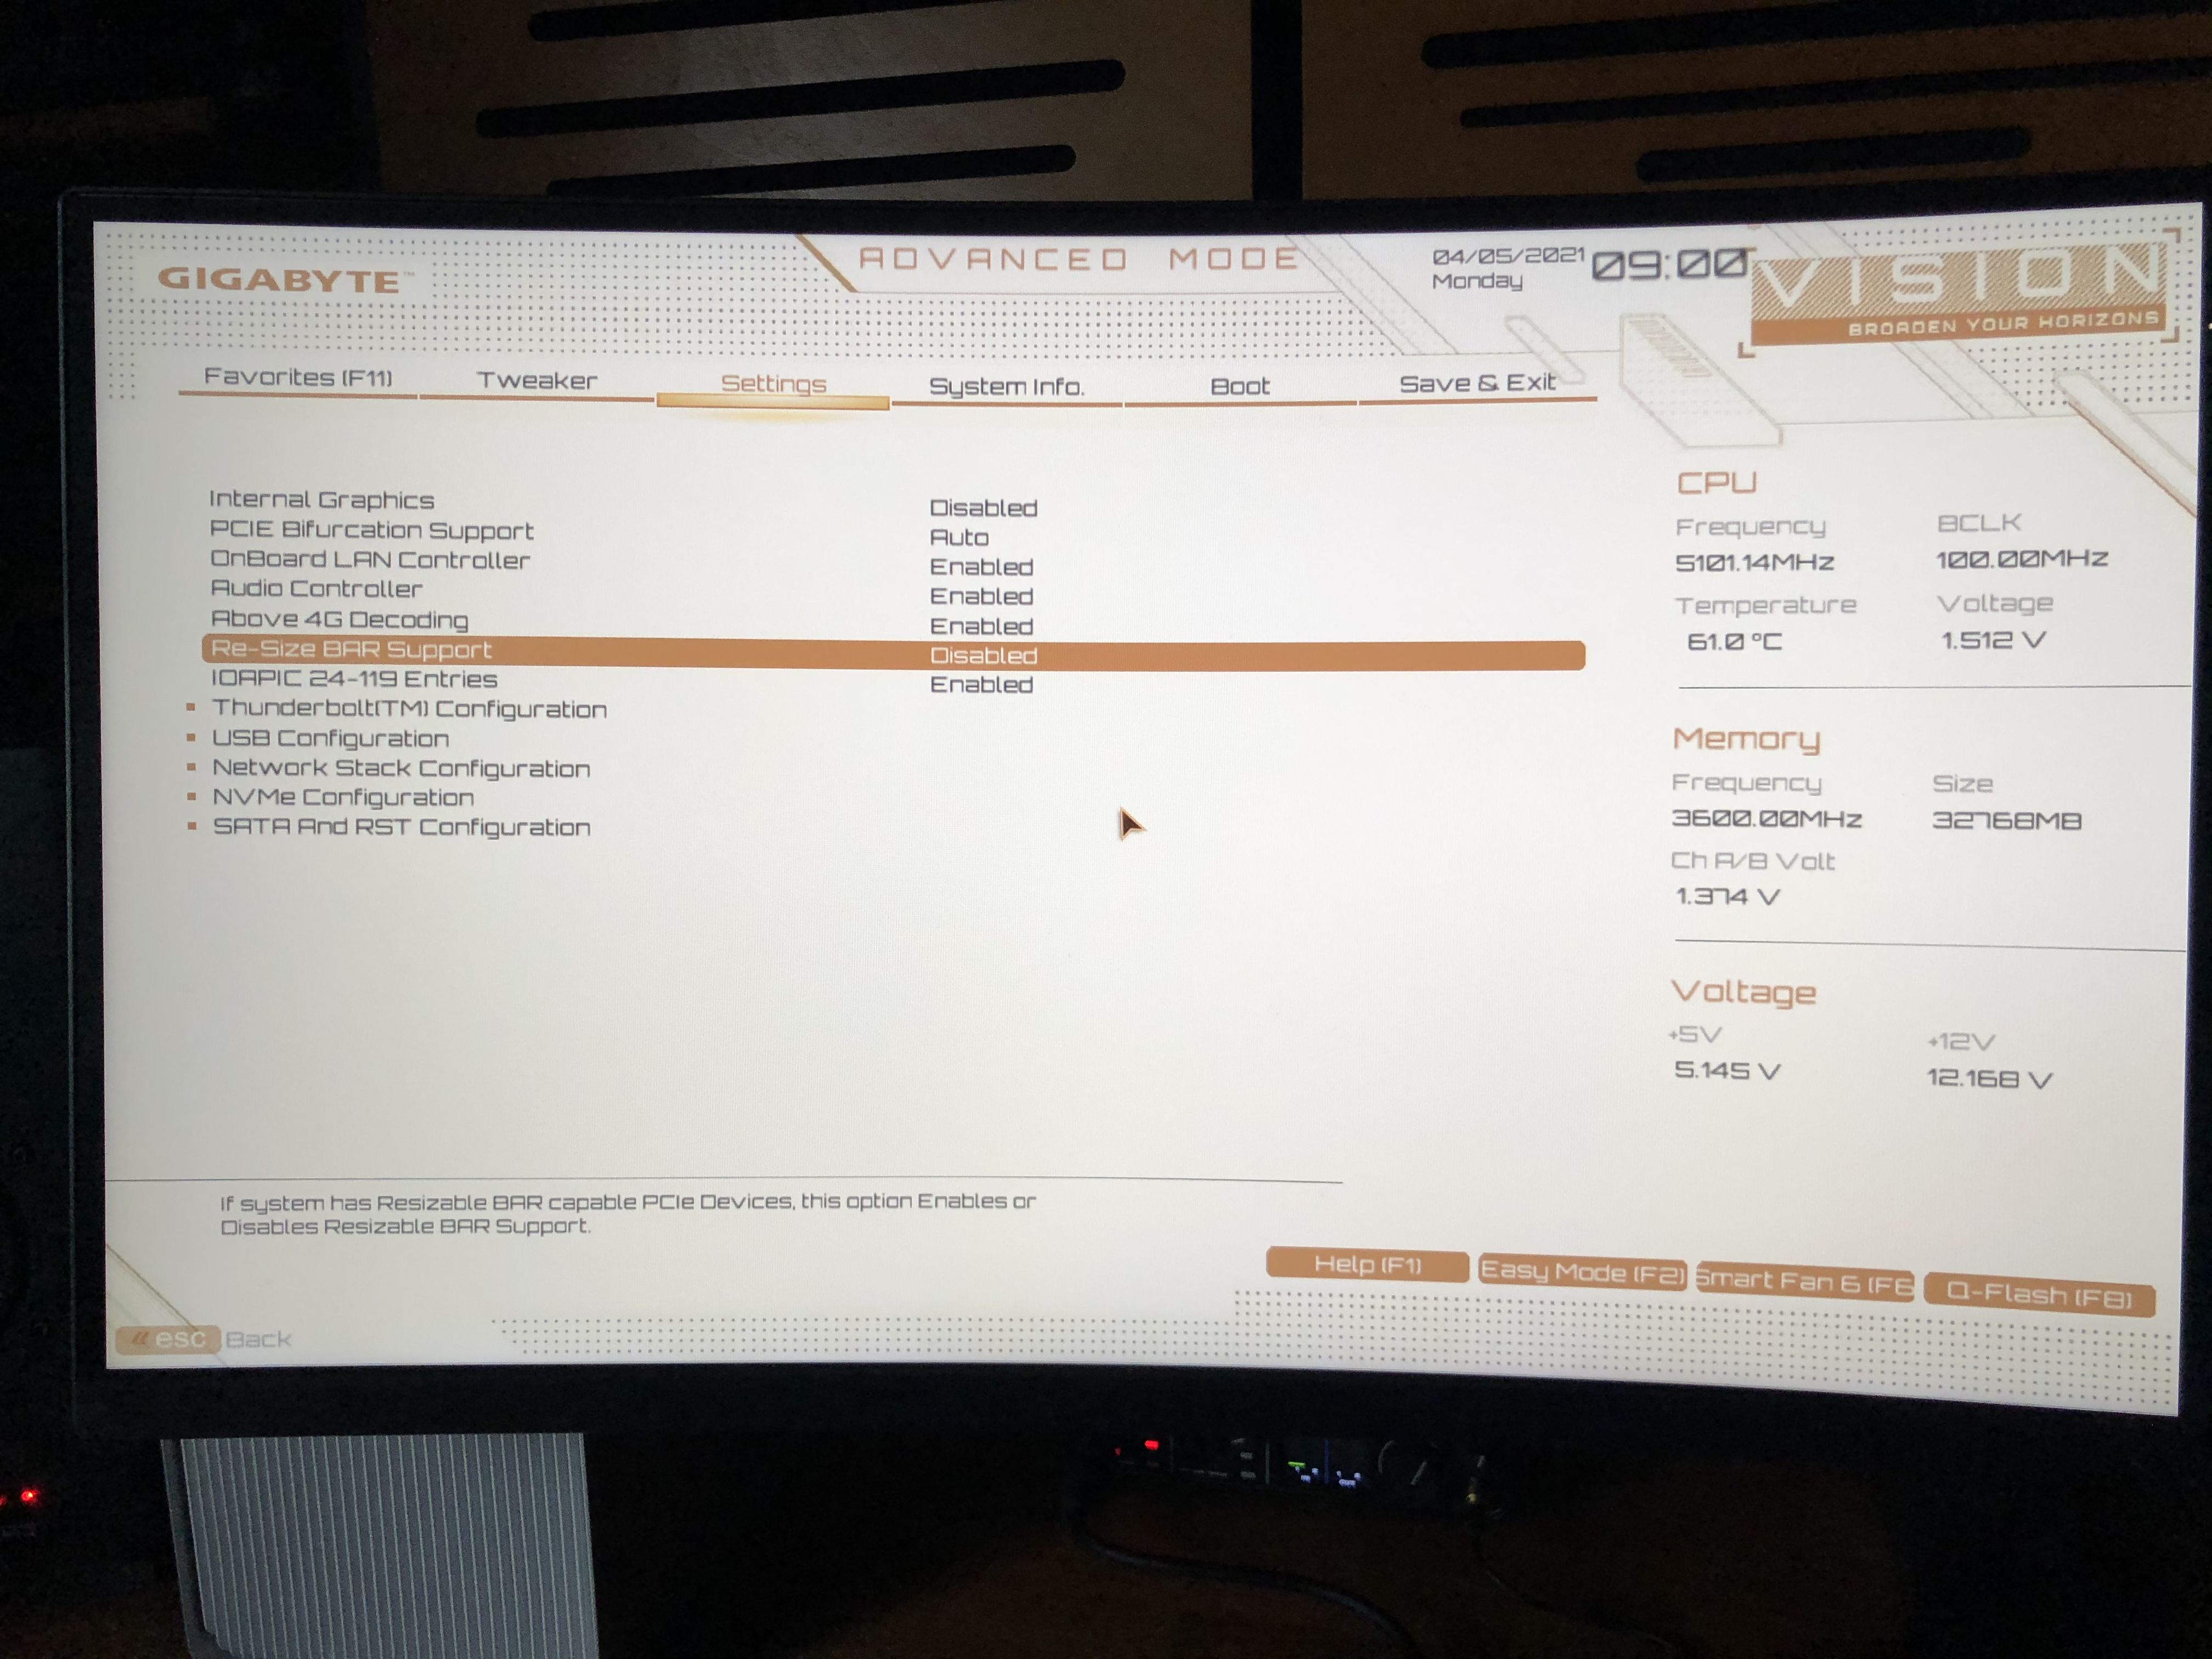 GIGABYTE™
ADVANCED MODE
04/05/2021
Monday
09:00
VISION
BROADEN YOUR HORIZONS
Favorites (F11)
Tweaker
Settings
System Info.
Boot
Save & Exit
Internal Graphics Disabled
PCIE Bifurcation Support Auto
OnBoard LAN Controller Enabled
Audio Controller Enabled
Above 4G Decoding Enabled
Re-Size BAR Support Disabled
IOAPIC 24-119 Entries Enabled
Thunderbolt(TM) Configuration
USB Configuration
Network Stack Configuration
NVMe Configuration
SATA And RST Configuration
CPU
Frequency BCLK
5101.14MHz 100.00MHz
Temperature Voltage
61.0 °C 1.512 V
Memory
Frequency Size
3600.00MHz 32768MB
Ch A/B Volt
1.374 V
Voltage
+5V +12V
5.145 V 12.168 V
If system has Resizable BAR capable PCIe Devices, this option Enables or
Disables Resizable BAR Support.
Help (F1)
Easy Mode (F2)
Smart Fan 6 (F6
Q-Flash (F8)
esc Back